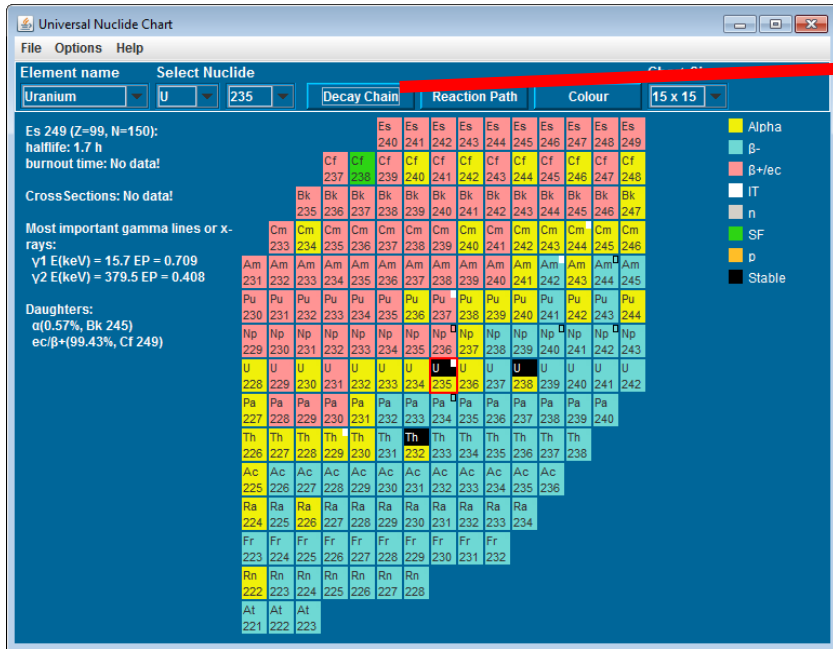 Universal Nuclide Chart
File Options Help
Element name Select Nuclide
Uranium U 235 Decay Chain Reaction Path Colour 15 x 15
Es 249 (Z=99, N=150):
halflife: 1.7 h
burnout time: No data!
CrossSections: No data!
Most important gamma lines or x-
rays:
γ1 E(keV) = 15.7 EP = 0.709
γ2 E(keV) = 379.5 EP = 0.408
Daughters:
α(0.57%, Bk 245)
ec/β+(99.43%, Cf 249)
Es Es Es Es Es Es Es Es Es Es
240 241 242 243 244 245 246 247 248 249
Cf Cf Cf Cf Cf Cf Cf Cf Cf Cf Cf Cf
237 238 239 240 241 242 243 244 245 246 247 248
Bk Bk Bk Bk Bk Bk Bk Bk Bk Bk Bk Bk Bk
235 236 237 238 239 240 241 242 243 244 245 246 247
Cm Cm Cm Cm Cm Cm Cm Cm Cm Cm Cm Cm Cm Cm
233 234 235 236 237 238 239 240 241 242 243 244 245 246
Am Am Am Am Am Am Am Am Am Am Am Am Am Am Am
231 232 233 234 235 236 237 238 239 240 241 242 243 244 245
Pu Pu Pu Pu Pu Pu Pu Pu Pu Pu Pu Pu Pu Pu Pu
230 231 232 233 234 235 236 237 238 239 240 241 242 243 244
Np Np Np Np Np Np Np Np Np Np Np Np Np Np Np
229 230 231 232 233 234 235 236 237 238 239 240 241 242 243
U U U U U U U U U U U U U U U
228 229 230 231 232 233 234 235 236 237 238 239 240 241 242
Pa Pa Pa Pa Pa Pa Pa Pa Pa Pa Pa Pa Pa Pa
227 228 229 230 231 232 233 234 235 236 237 238 239 240
Th Th Th Th Th Th Th Th Th Th Th Th Th
226 227 228 229 230 231 232 233 234 235 236 237 238
Ac Ac Ac Ac Ac Ac Ac Ac Ac Ac Ac Ac
225 226 227 228 229 230 231 232 233 234 235 236
Ra Ra Ra Ra Ra Ra Ra Ra Ra Ra Ra
224 225 226 227 228 229 230 231 232 233 234
Fr Fr Fr Fr Fr Fr Fr Fr Fr Fr
223 224 225 226 227 228 229 230 231 232
Rn Rn Rn Rn Rn Rn Rn
222 223 224 225 226 227 228
At At At
221 222 223
Alpha
β-
β+/ec
IT
n
SF
p
Stable